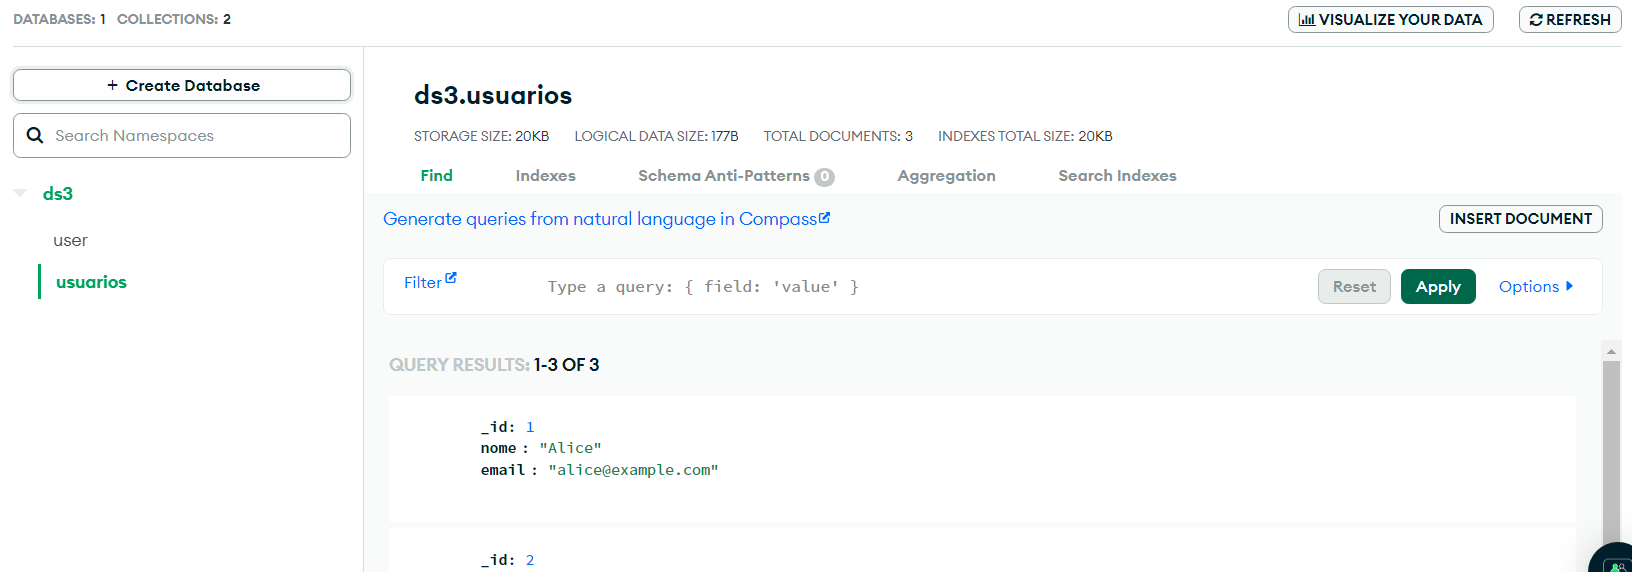 DATABASES: 1 COLLECTIONS: 2
VISUALIZE YOUR DATA
REFRESH
+ Create Database
Search Namespaces
ds3
user
usuarios
ds3.usuarios
STORAGE SIZE: 20KB LOGICAL DATA SIZE: 177B TOTAL DOCUMENTS: 3 INDEXES TOTAL SIZE: 20KB
Find Indexes Schema Anti-Patterns 0 Aggregation Search Indexes
Generate queries from natural language in Compass
INSERT DOCUMENT
Filter Type a query: { field: 'value' } Reset Apply Options
QUERY RESULTS: 1-3 OF 3
_id: 1
nome : "Alice"
email : "alice@example.com"
_id: 2